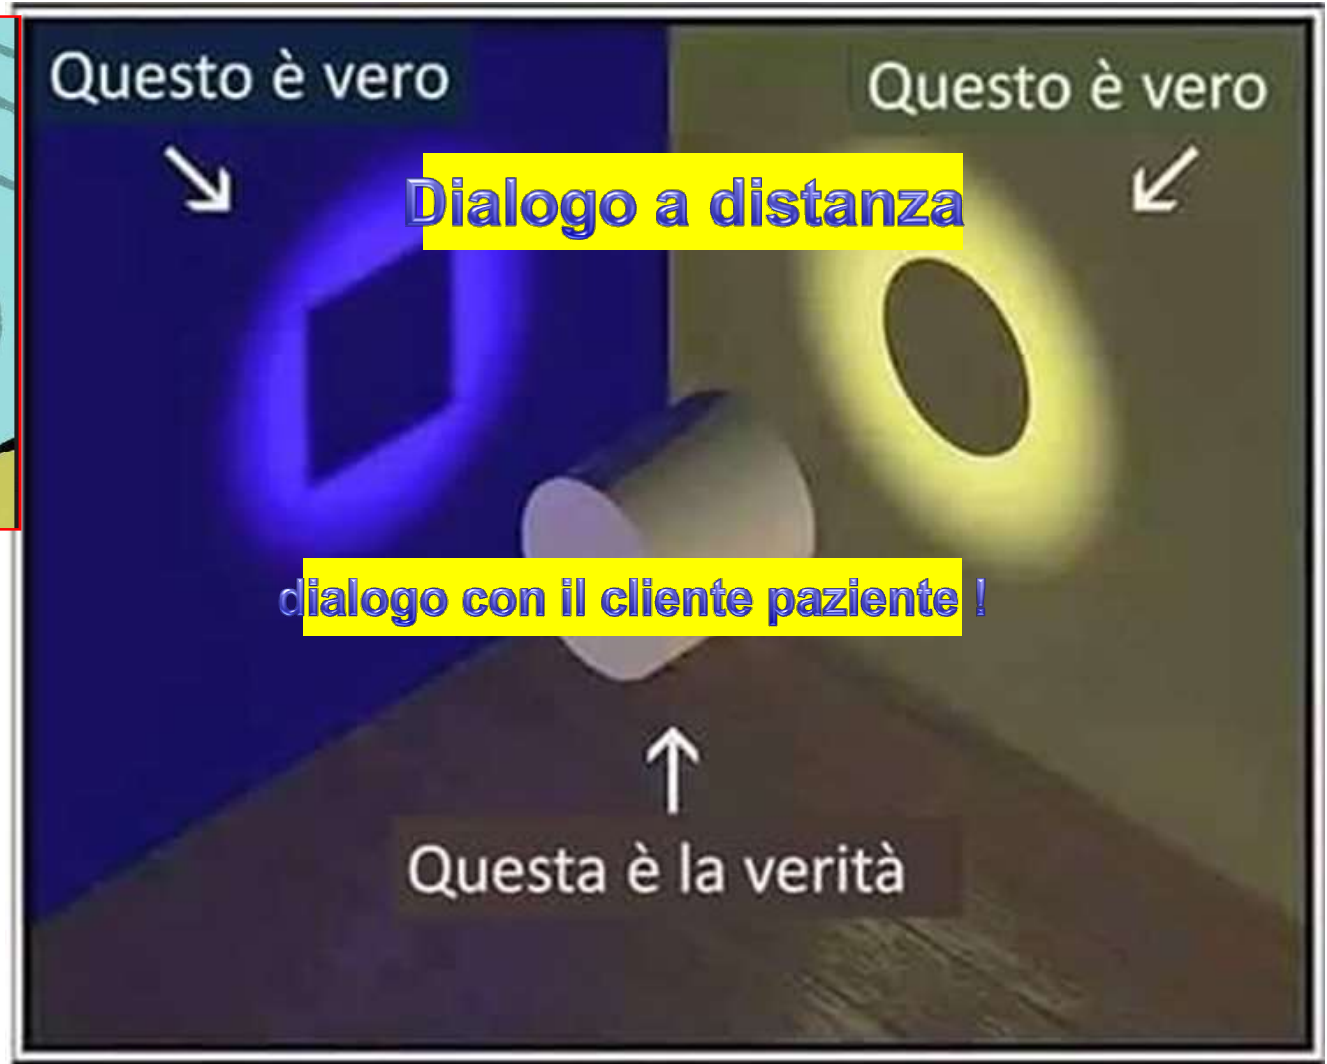 Questo è vero
Questo è vero
Dialogo a distanza
dialogo con il cliente paziente !
Questa è la verità